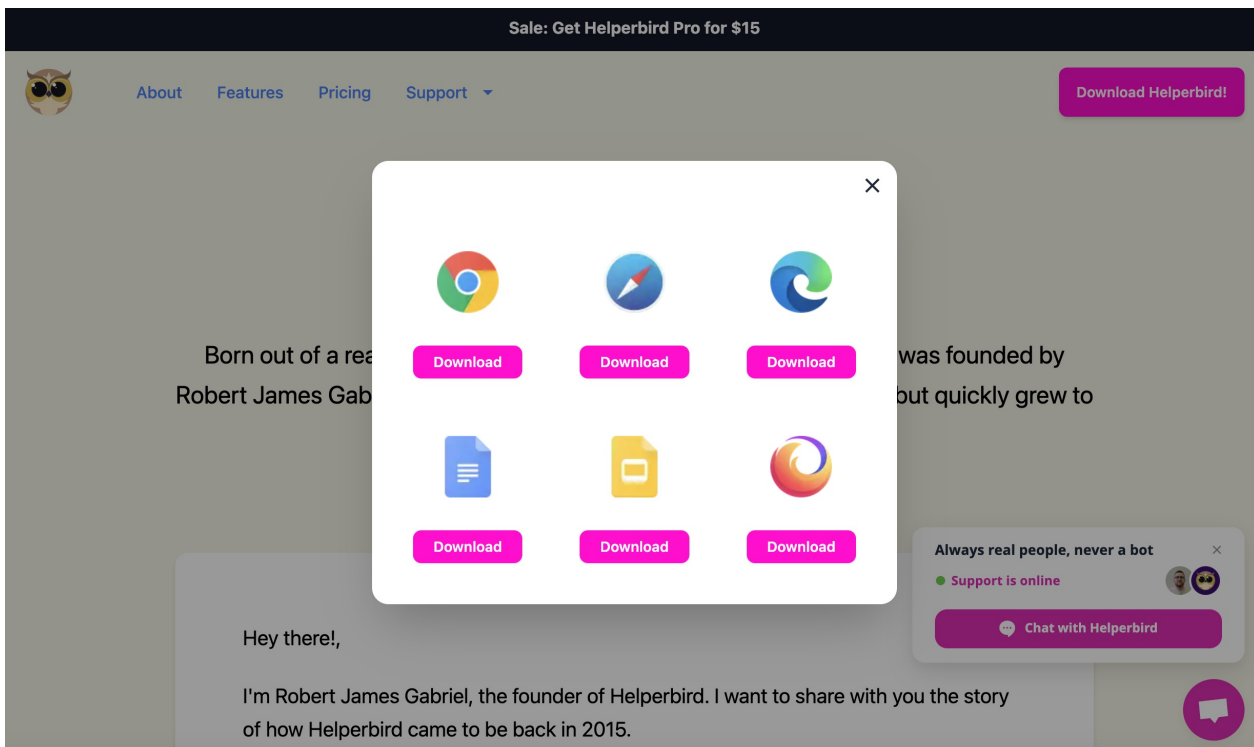 Sale: Get Helperbird Pro for $15
About Features Pricing Support
Download Helperbird!
Download Download Download
Born out of a rea was founded by
Robert James Gab but quickly grew to
Download Download Download
Always real people, never a bot
Support is online
Chat with Helperbird
Hey there!,
I'm Robert James Gabriel, the founder of Helperbird. I want to share with you the story
of how Helperbird came to be back in 2015.